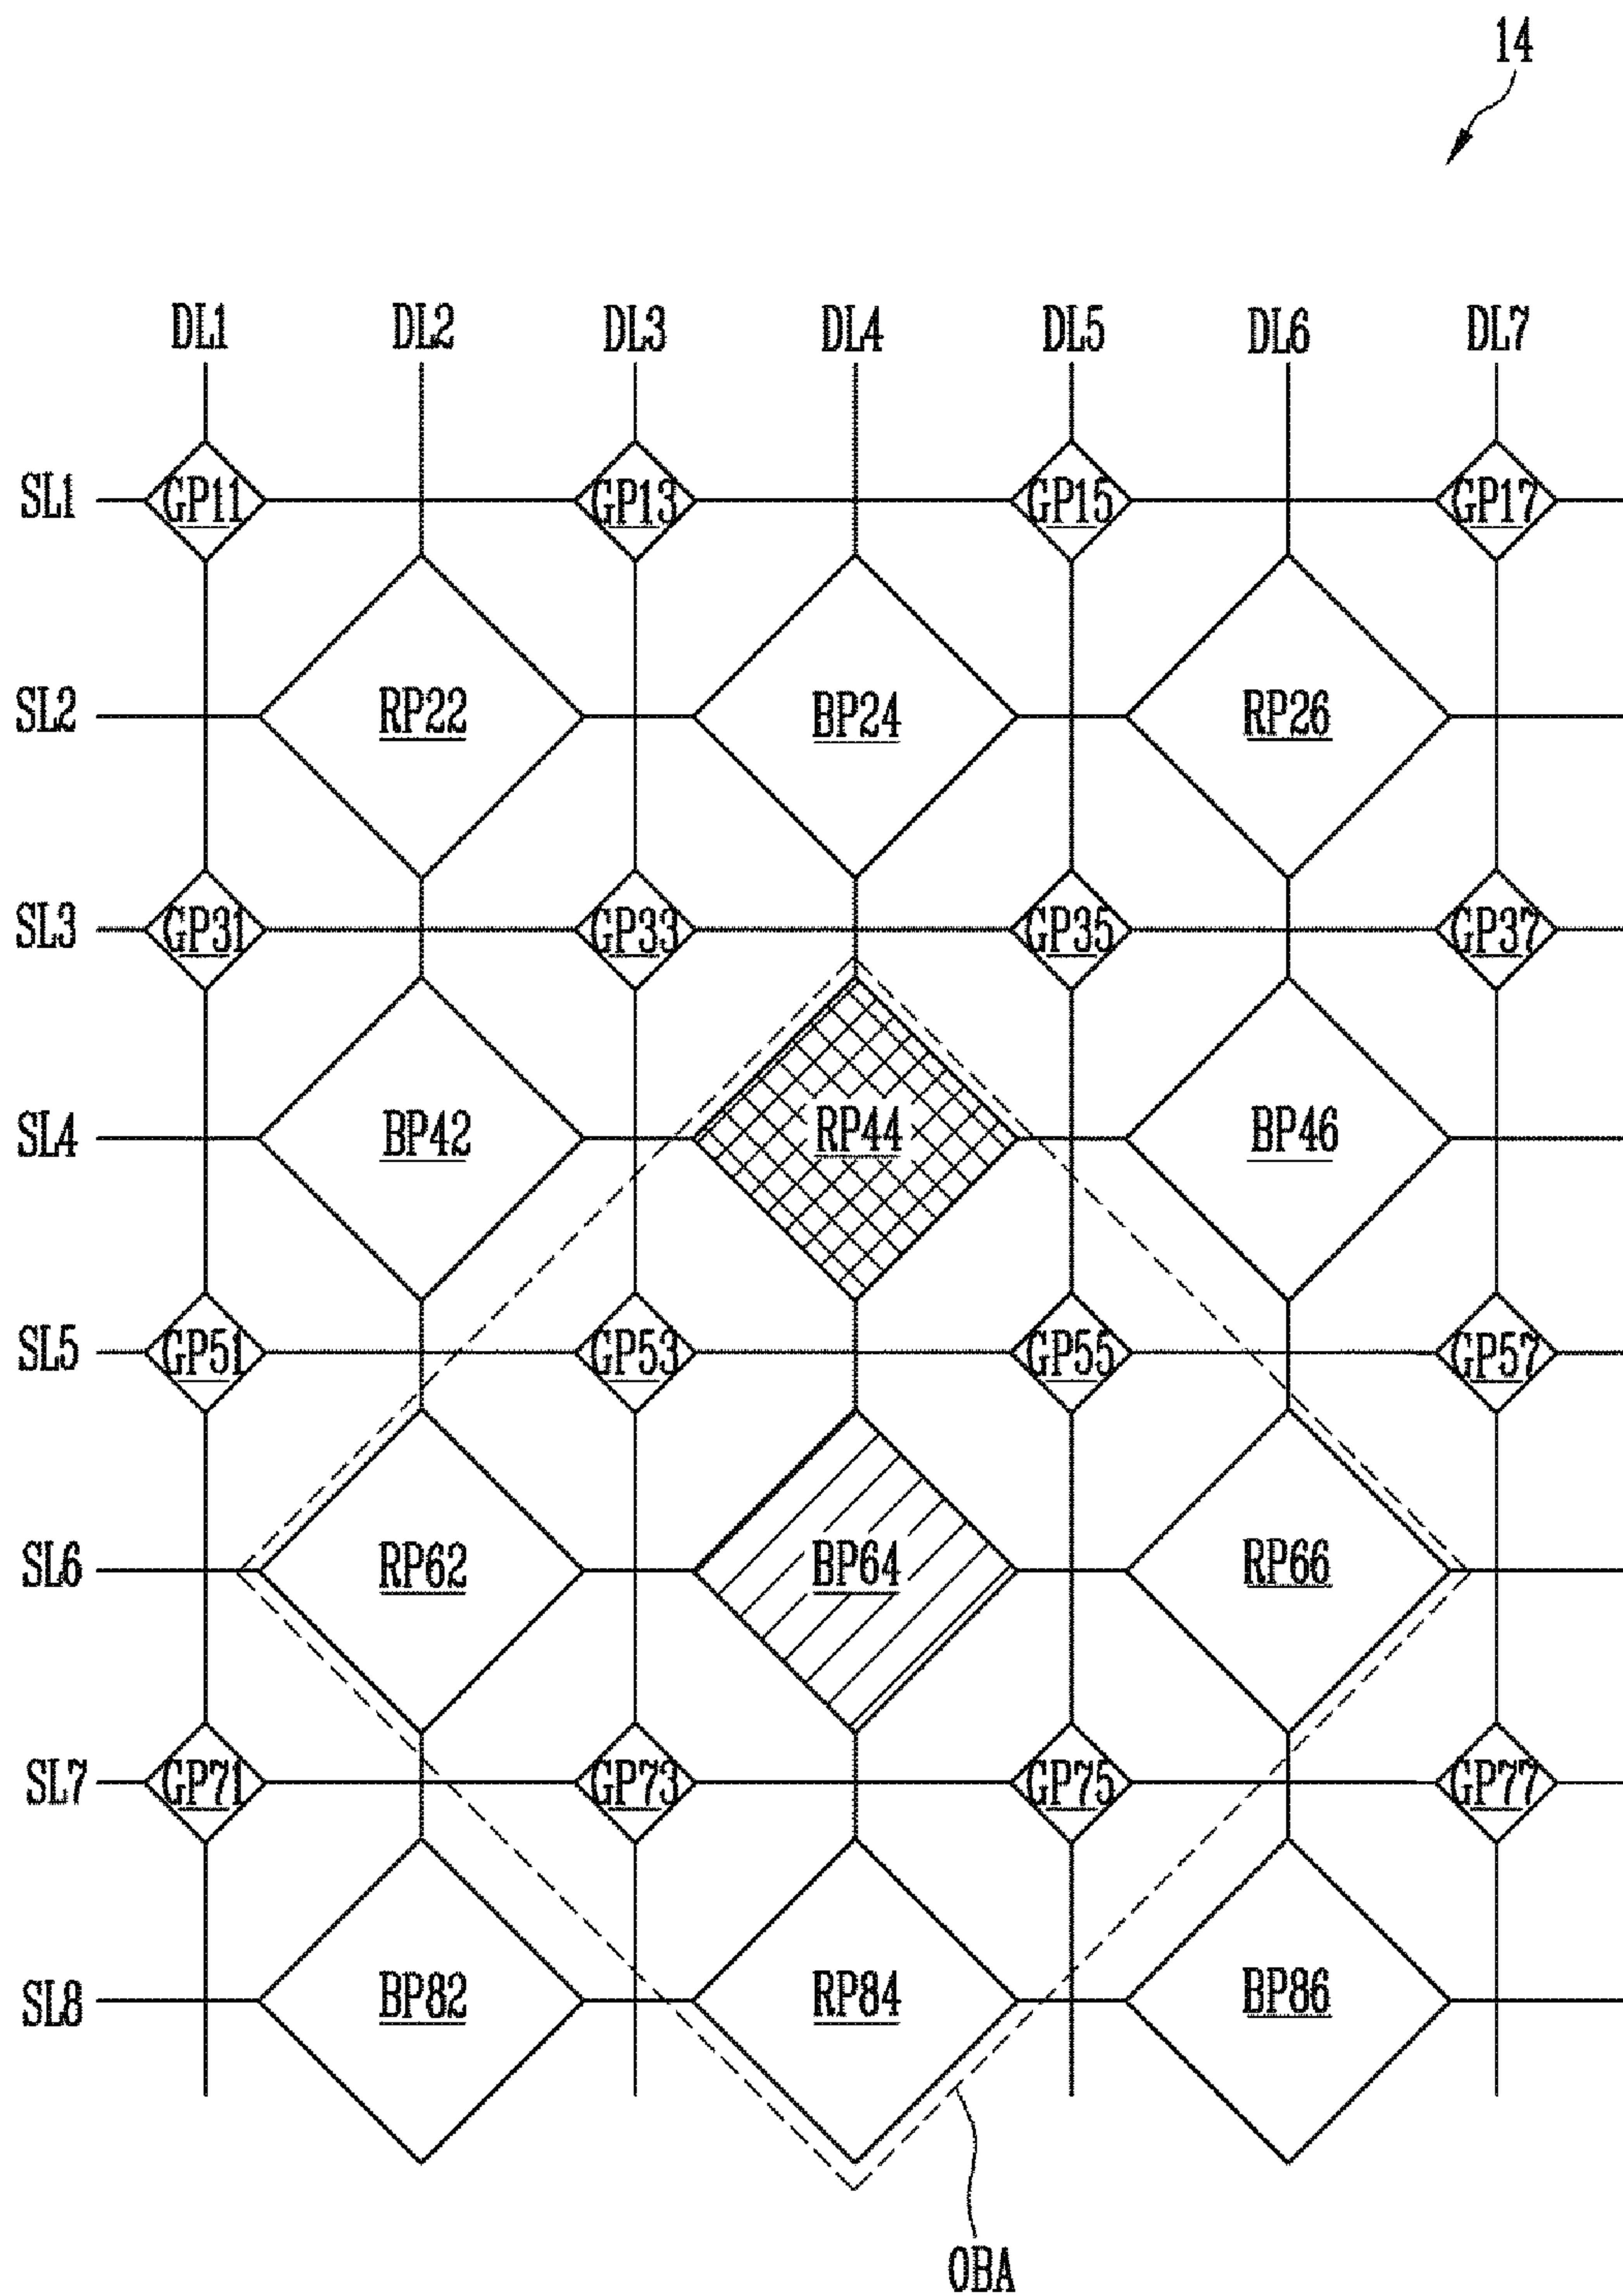 14
DL1 DL2 DL3 DL4 DL5 DL6 DL7
SL1 GP11 GP13 GP15 GP17
SL2 RP22 BP24 RP26
SL3 GP31 GP33 GP35 GP37
SL4 BP42 RP44 BP46
SL5 GP51 GP53 GP55 GP57
SL6 RP62 BP64 RP66
SL7 GP71 GP73 GP75 GP77
SL8 BP82 RP84 BP86
OBA